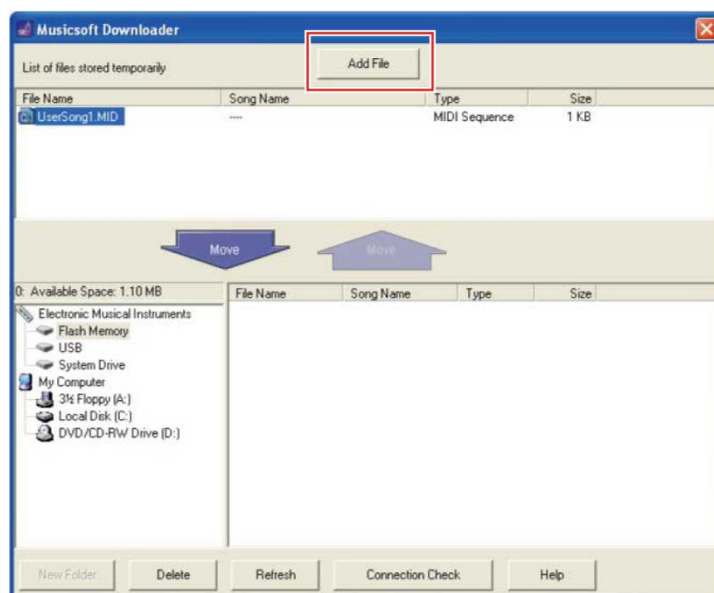 Musicsoft Downloader
List of files stored temporarily
Add File
File Name Song Name Type Size
UserSong1.MID ---- MIDI Sequence 1 KB
Move Move
0: Available Space: 1.10 MB
File Name Song Name Type Size
Electronic Musical Instruments
Flash Memory
USB
System Drive
My Computer
3½ Floppy (A:)
Local Disk (C:)
DVD/CD-RW Drive (D:)
New Folder Delete Refresh Connection Check Help